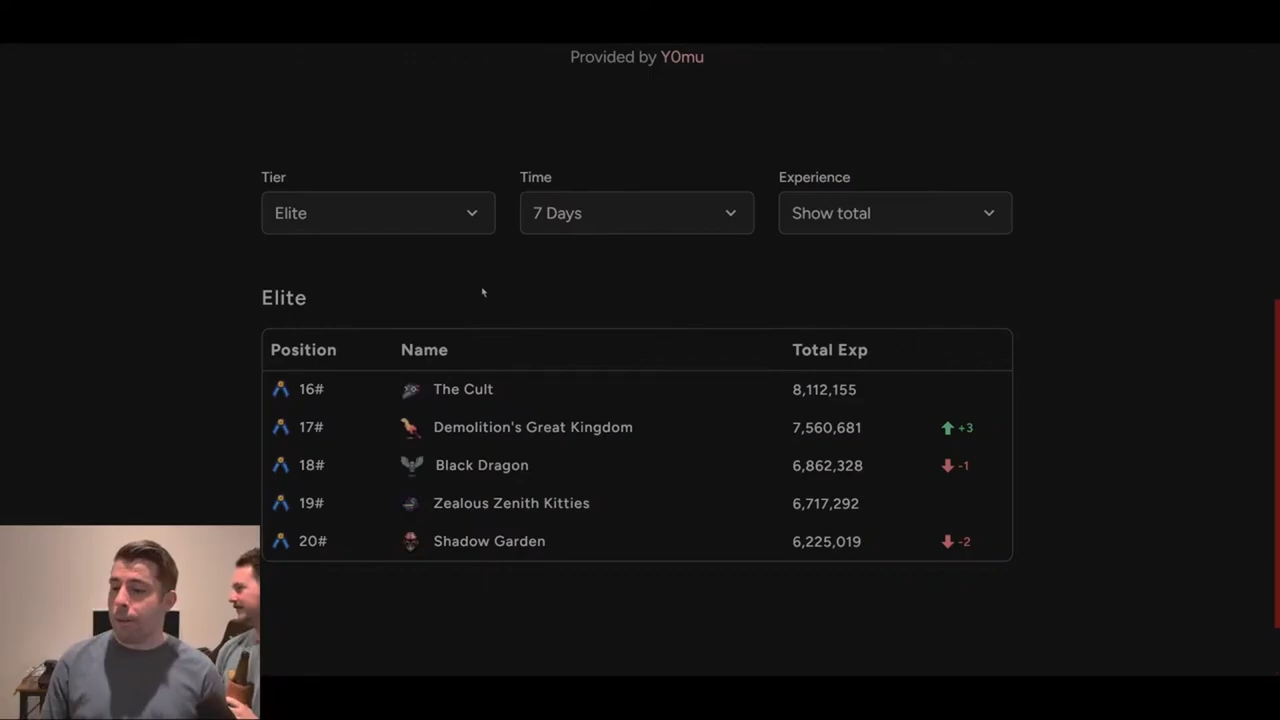 Provided by Y0mu
Tier Time Experience
Elite 7 Days Show total
Elite
Position Name Total Exp
16# The Cult 8,112,155
17# Demolition's Great Kingdom 7,560,681 +3
18# Black Dragon 6,862,328 -1
19# Zealous Zenith Kitties 6,717,292
20# Shadow Garden 6,225,019 -2